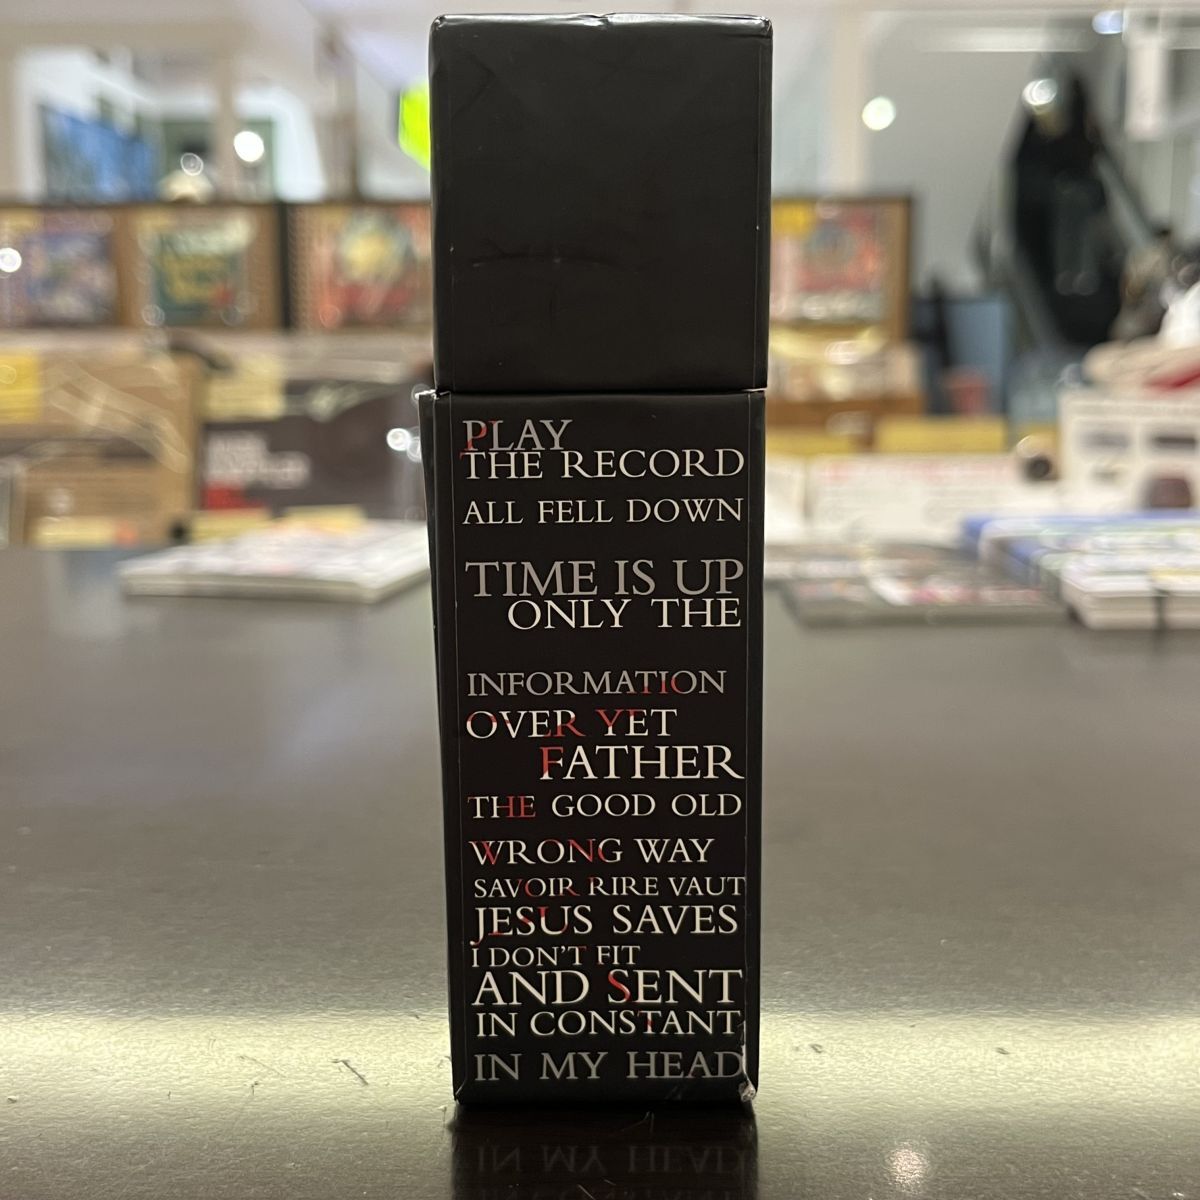 PLAY
THE RECORD
ALL FELL DOWN
TIME IS UP
ONLY THE
INFORMATION
OVER YET
FATHER
THE GOOD OLD
WRONG WAY
SAVOIR RIRE VAUT
JESUS SAVES
I DON'T FIT
AND SENT
IN CONSTANT
IN MY HEAD